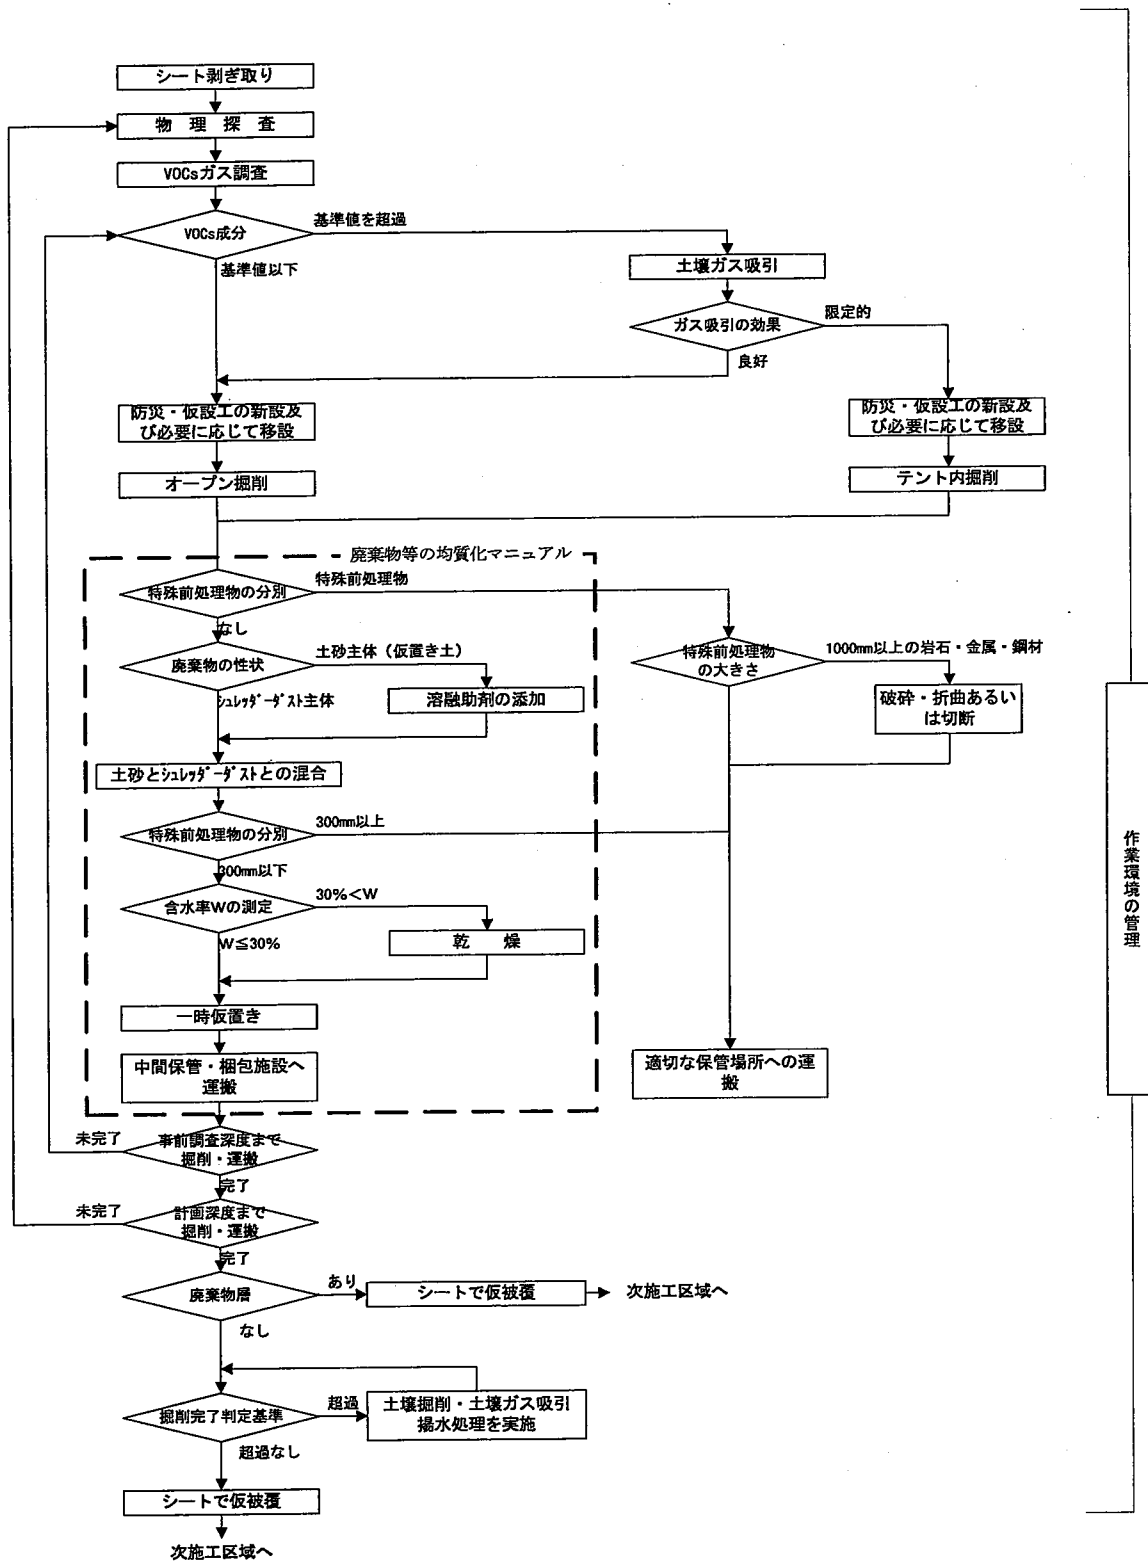 シート剥ぎ取り
物　理　探　査
VOCsガス調査
VOCs成分
基準値を超過
基準値以下
土壌ガス吸引
ガス吸引の効果
限定的
良好
防災・仮設工の新設及
び必要に応じて移設
防災・仮設工の新設及
び必要に応じて移設
オープン掘削
テント内掘削
廃棄物等の均質化マニュアル
特殊前処理物の分別
特殊前処理物
なし
廃棄物の性状
土砂主体（仮置き土）
シュレッダーダスト主体
溶融助剤の添加
特殊前処理物
の大きさ
1000mm以上の岩石・金属・鋼材
破砕・折曲あるい
は切断
土砂とシュレッダーダストとの混合
特殊前処理物の分別
300mm以上
300mm以下
含水率Wの測定
30%＜W
W≦30%
乾　　燥
一時仮置き
中間保管・梱包施設へ
運搬
適切な保管場所への運
搬
作業環境の管理
未完了
事前調査深度まで
掘削・運搬
完了
未完了
計画深度まで
掘削・運搬
完了
廃棄物層
あり
シートで仮被覆
次施工区域へ
なし
掘削完了判定基準
超過
土壌掘削・土壌ガス吸引
揚水処理を実施
超過なし
シートで仮被覆
次施工区域へ